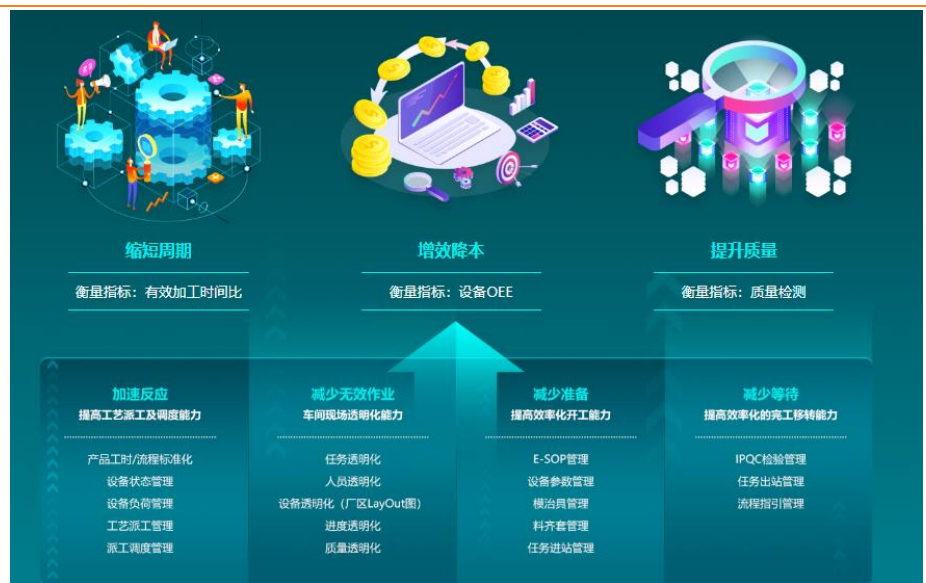 缩短周期
衡量指标：有效加工时间比
增效降本
衡量指标：设备OEE
提升质量
衡量指标：质量检测
加速反应
提高工艺派工及调度能力
产品工时/流程标准化
设备状态管理
设备负荷管理
工艺派工管理
派工调度管理
减少无效作业
车间现场透明化能力
任务透明化
人员透明化
设备透明化（厂区LayOut图）
进度透明化
质量透明化
减少准备
提高效率化开工能力
E-SOP管理
设备参数管理
模治具管理
料齐套管理
任务进站管理
减少等待
提高效率化的完工移转能力
IPQC检验管理
任务出站管理
流程指引管理